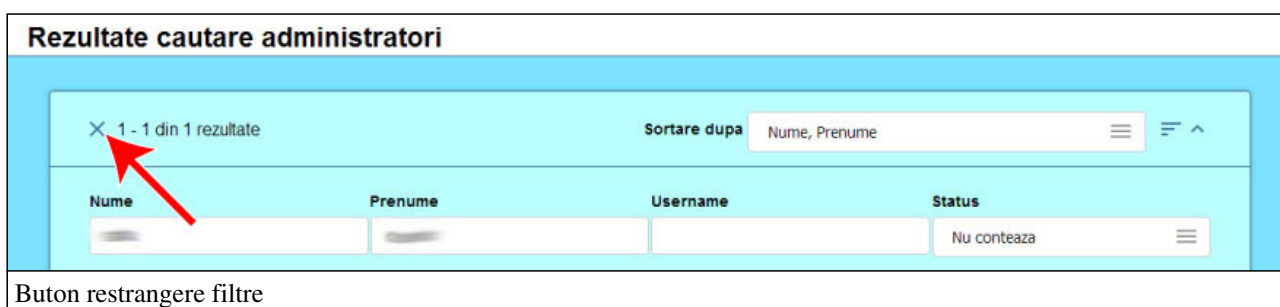 Rezultate cautare administratori
1 - 1 din 1 rezultate
Sortare dupa Nume, Prenume
Nume Prenume Username Status
Nu conteaza
Buton restrangere filtre